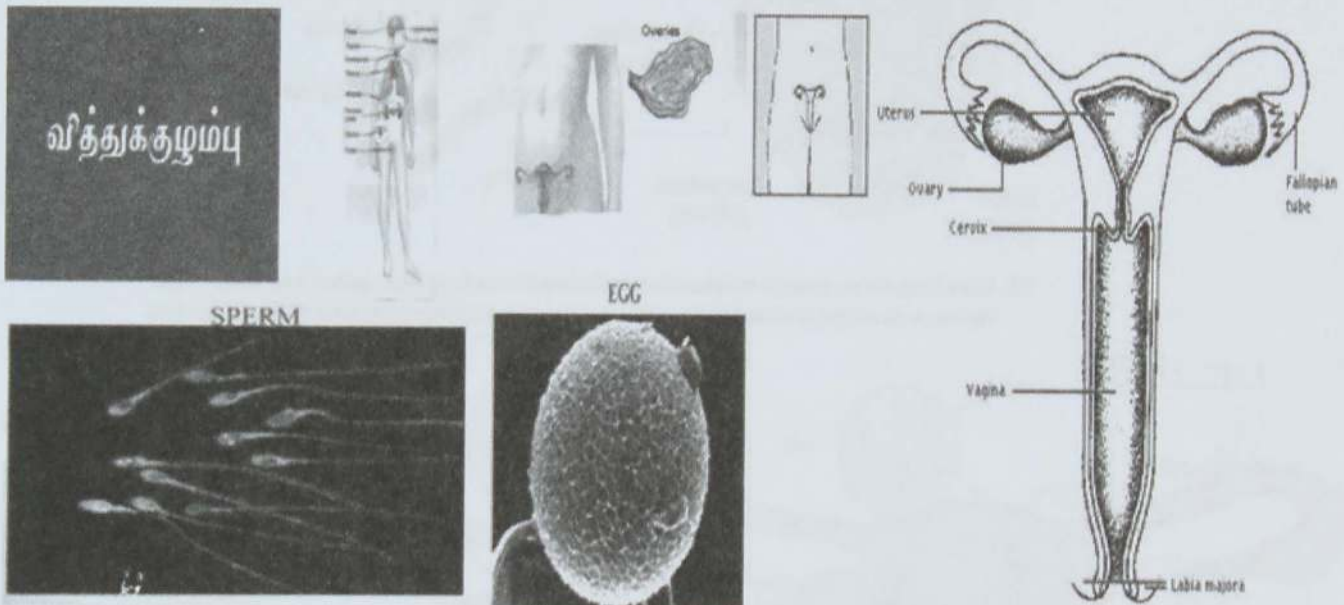 வித்துக்குழம்பு
Ovaries
Uterus
Ovary
Cervix
Fallopian
tube
Vagina
Labia majora
SPERM
EGG